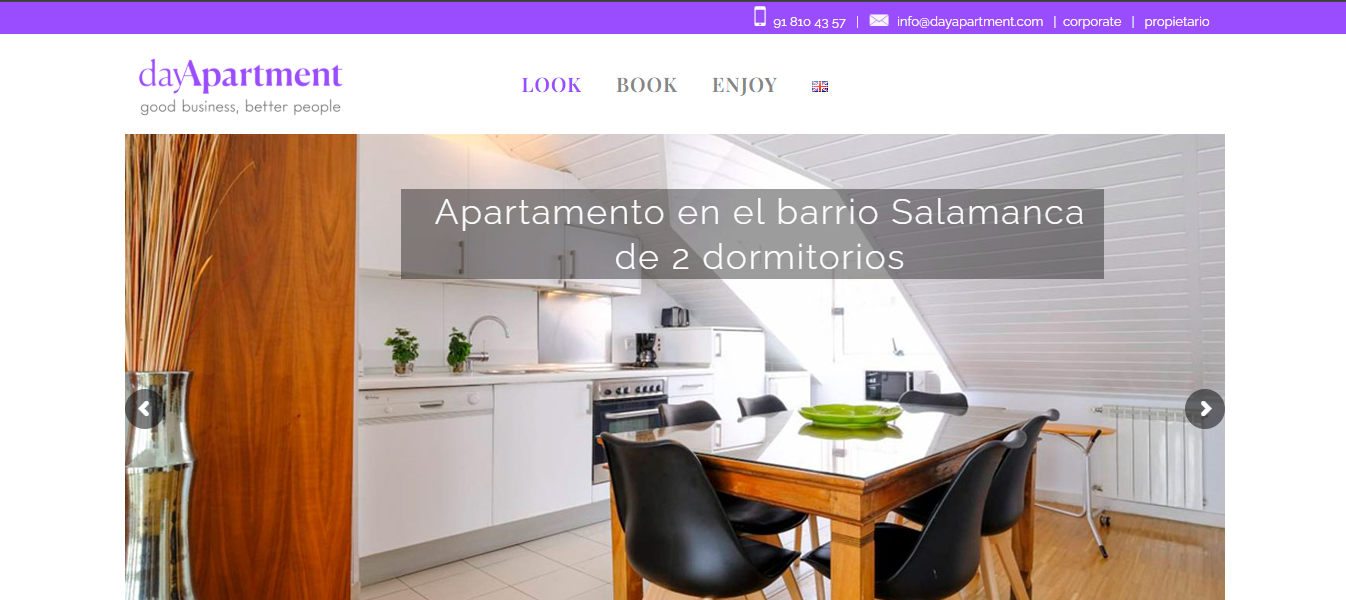 91 810 43 57 | info@dayapartment.com | corporate | propietario
dayApartment
good business, better people
LOOK BOOK ENJOY
Apartamento en el barrio Salamanca
de 2 dormitorios